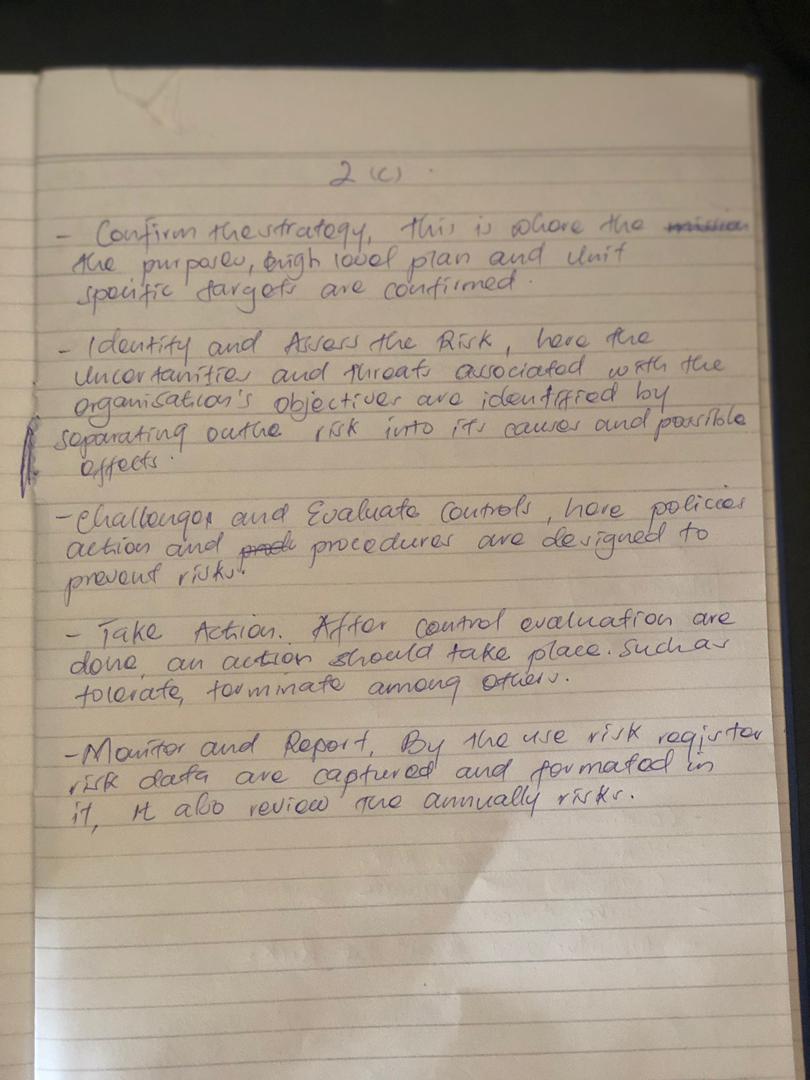 2 (c)
- Confirm the strategy, this is where the mission
the purposes, high level plan and Unit
specific targets are confirmed.
- Identity and Assess the Risk, here the
Uncertanities and threats associated with the
organisation's objectives are identified by
separating outhe risk into its causes and possible
effects.
- Challenges and Evaluate Controls, here policies
action and procedures are designed to
prevent risks.
- Take Action. After control evaluation are
done, an action should take place. Such as
tolerate, terminate among others.
- Monitor and Report, By the use risk register
risk data are captured and formated in
it, It also review the annually risks.